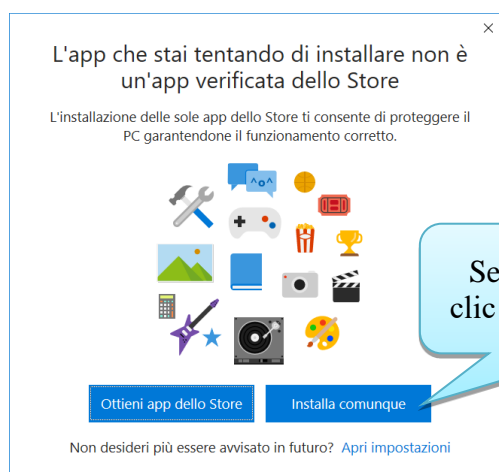 L'app che stai tentando di installare non è
un'app verificata dello Store
L'installazione delle sole app dello Store ti consente di proteggere il
PC garantendone il funzionamento corretto.
Se
clic
Ottieni app dello Store
Installa comunque
Non desideri più essere avvisato in futuro? Apri impostazioni